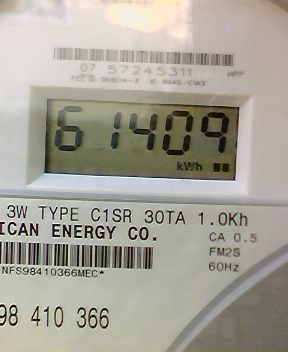 07 57245311 HPP
61409
kWh
3W TYPE C1SR 30TA 1.0Kh
ICAN ENERGY CO. CA 0.5
FM2S
NFS98410366MEC* 60Hz
98 410 366